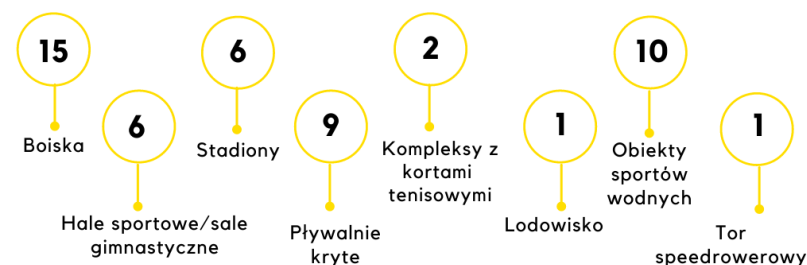 15
Boiska
6
Hale sportowe/sale
gimnastyczne
6
Stadiony
9
Pływalnie
kryte
2
Kompleksy z
kortami
tenisowymi
1
Lodowisko
10
Obiekty
sportów
wodnych
1
Tor
speedrowerowy